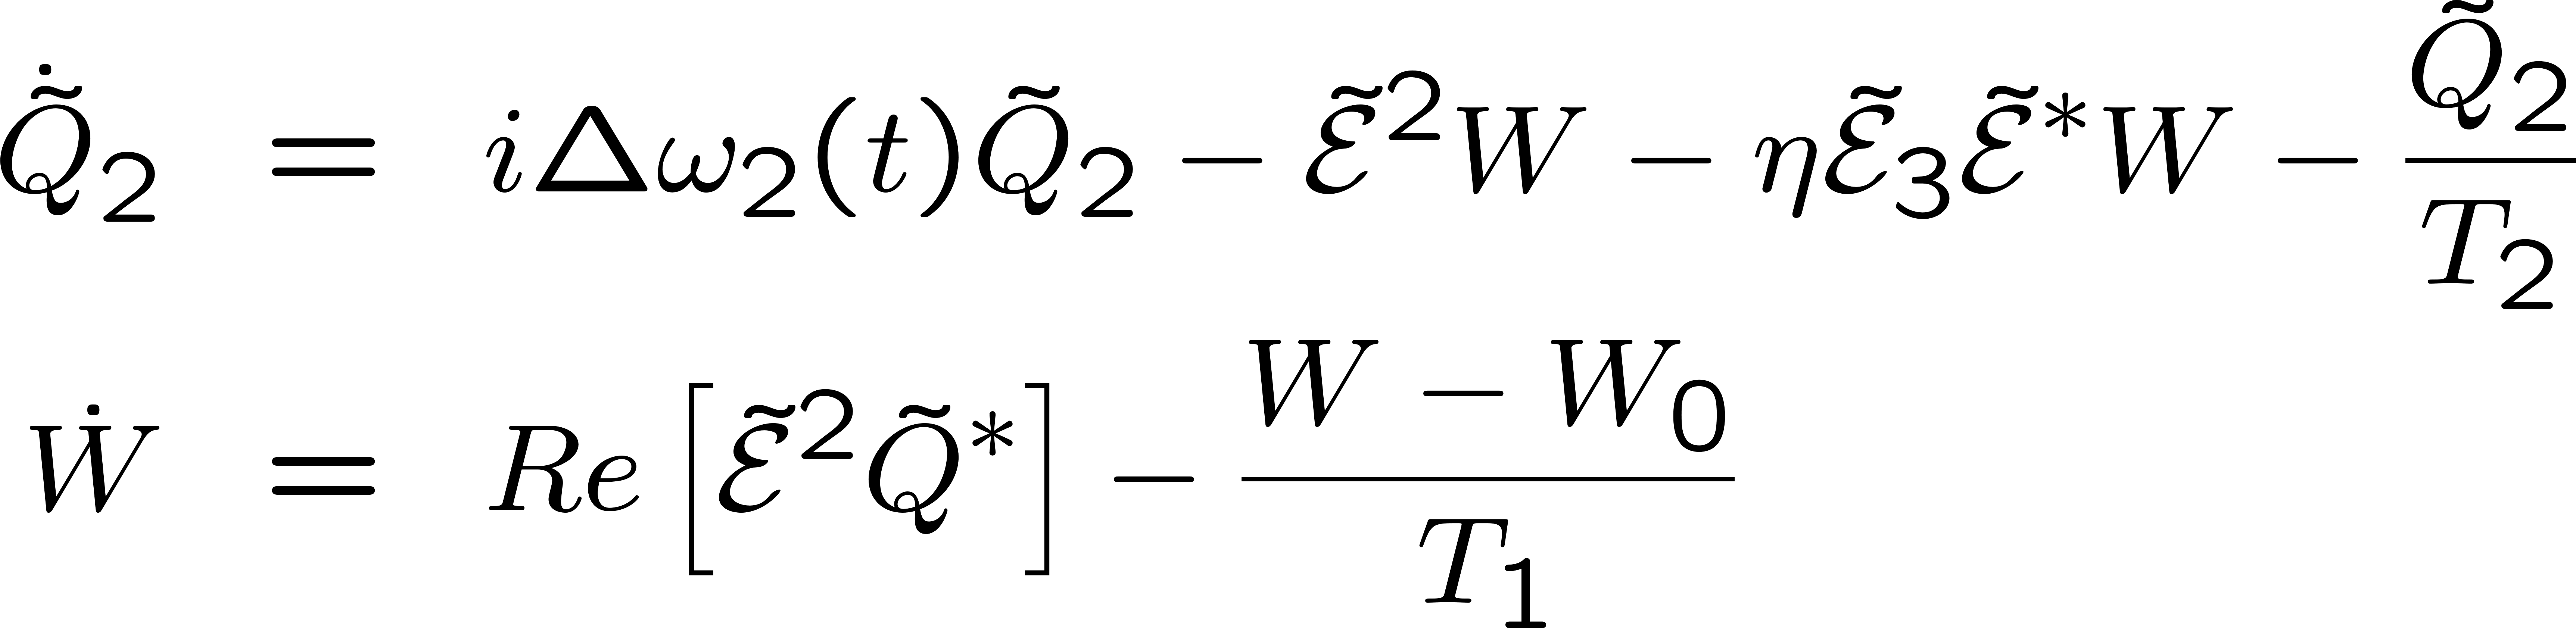 \dot{\tilde{Q}}_2 = i\Delta\omega_2(t)\tilde{Q}_2 - \tilde{\mathcal{E}}^2 W - \eta\tilde{\mathcal{E}}_3\tilde{\mathcal{E}}^* W - \frac{\tilde{Q}_2}{T_2}
\dot{W} = Re\left[\tilde{\mathcal{E}}^2\tilde{Q}^*\right] - \frac{W - W_0}{T_1}